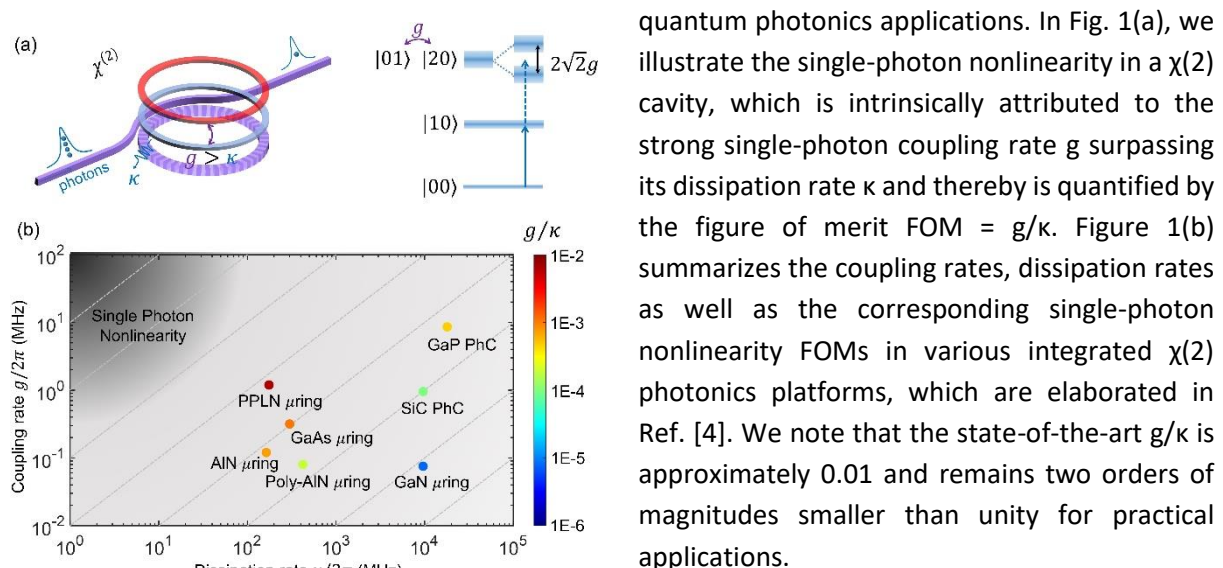 (a)
χ(2)
photons
κ
g > κ
g
|01⟩ |20⟩
2√2g
|10⟩
|00⟩
(b)
g/κ
Coupling rate g/2π (MHz)
10²
10¹
10⁰
10⁻¹
10⁻²
Single Photon
Nonlinearity
GaP PhC
PPLN μring
SiC PhC
GaAs μring
AlN μring
Poly-AlN μring
GaN μring
10⁰ 10¹ 10² 10³ 10⁴ 10⁵
Dissipation rate κ/2π (MHz)
1E-2
1E-3
1E-4
1E-5
1E-6
quantum photonics applications. In Fig. 1(a), we
illustrate the single-photon nonlinearity in a χ(2)
cavity, which is intrinsically attributed to the
strong single-photon coupling rate g surpassing
its dissipation rate κ and thereby is quantified by
the figure of merit FOM = g/κ. Figure 1(b)
summarizes the coupling rates, dissipation rates
as well as the corresponding single-photon
nonlinearity FOMs in various integrated χ(2)
photonics platforms, which are elaborated in
Ref. [4]. We note that the state-of-the-art g/κ is
approximately 0.01 and remains two orders of
magnitudes smaller than unity for practical
applications.